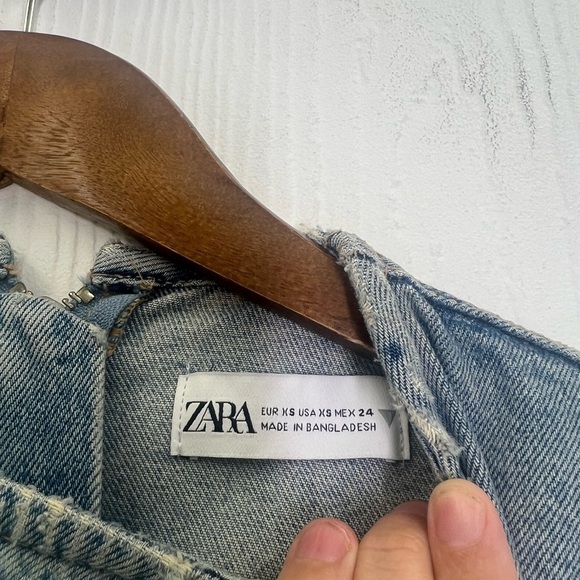 ZARA
EUR XS USA XS MEX 24
MADE IN BANGLADESH